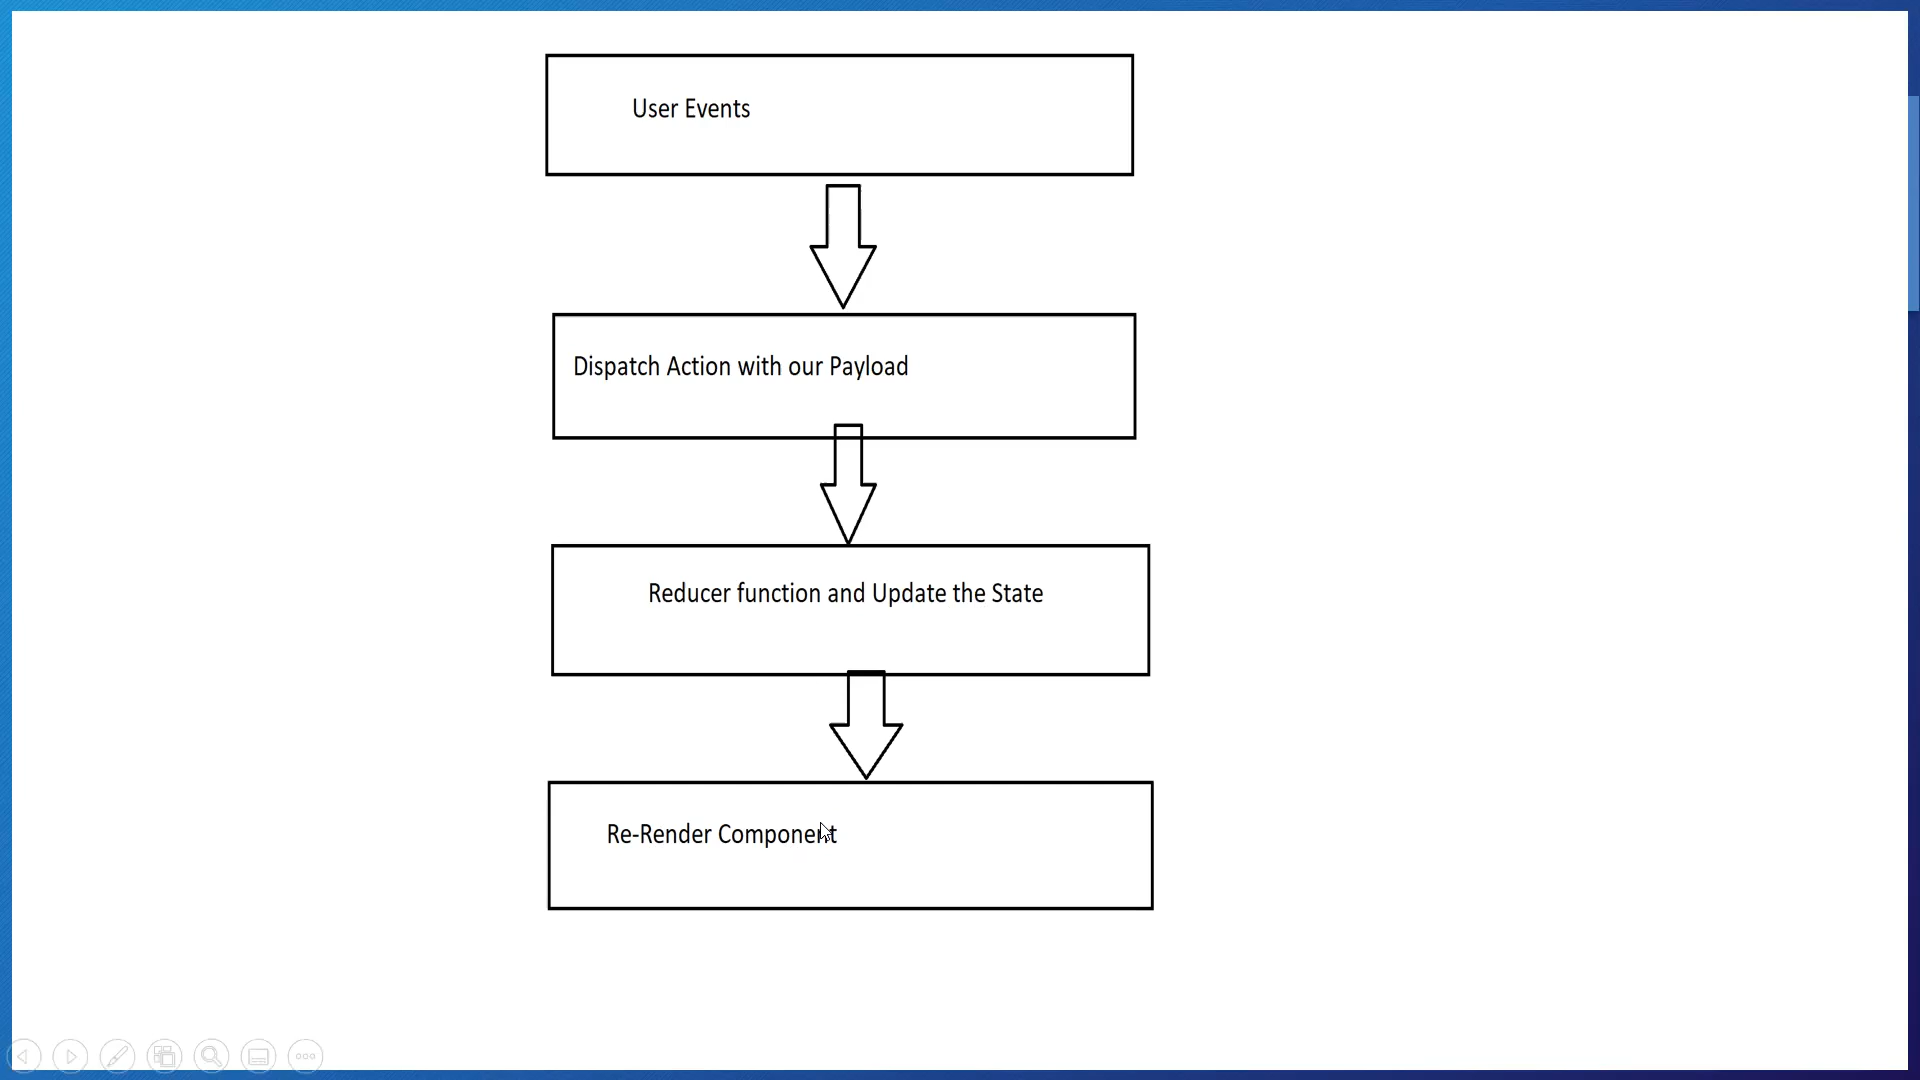 User Events
Dispatch Action with our Payload
Reducer function and Update the State
Re-Render Component